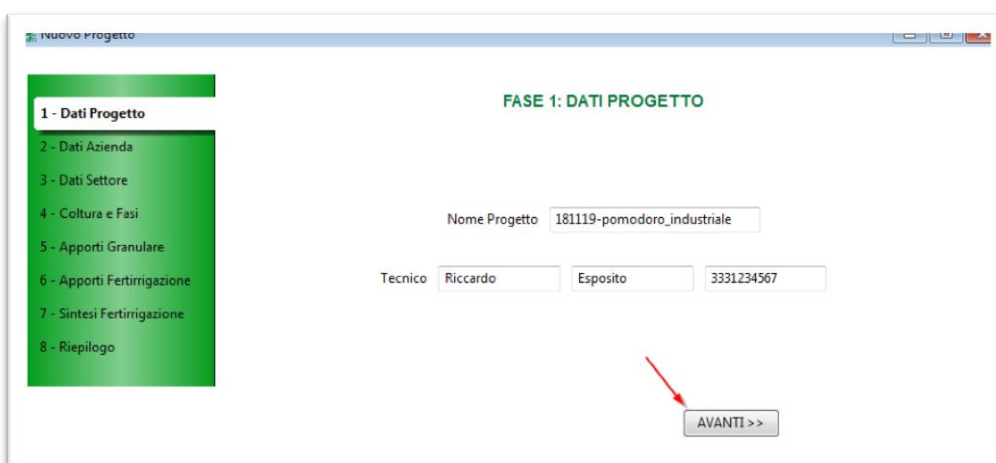 Nuovo Progetto
FASE 1: DATI PROGETTO
1 - Dati Progetto
2 - Dati Azienda
3 - Dati Settore
4 - Coltura e Fasi
5 - Apporti Granulare
6 - Apporti Fertirrigazione
7 - Sintesi Fertirrigazione
8 - Riepilogo
Nome Progetto 181119-pomodoro_industriale
Tecnico Riccardo Esposito 3331234567
AVANTI >>